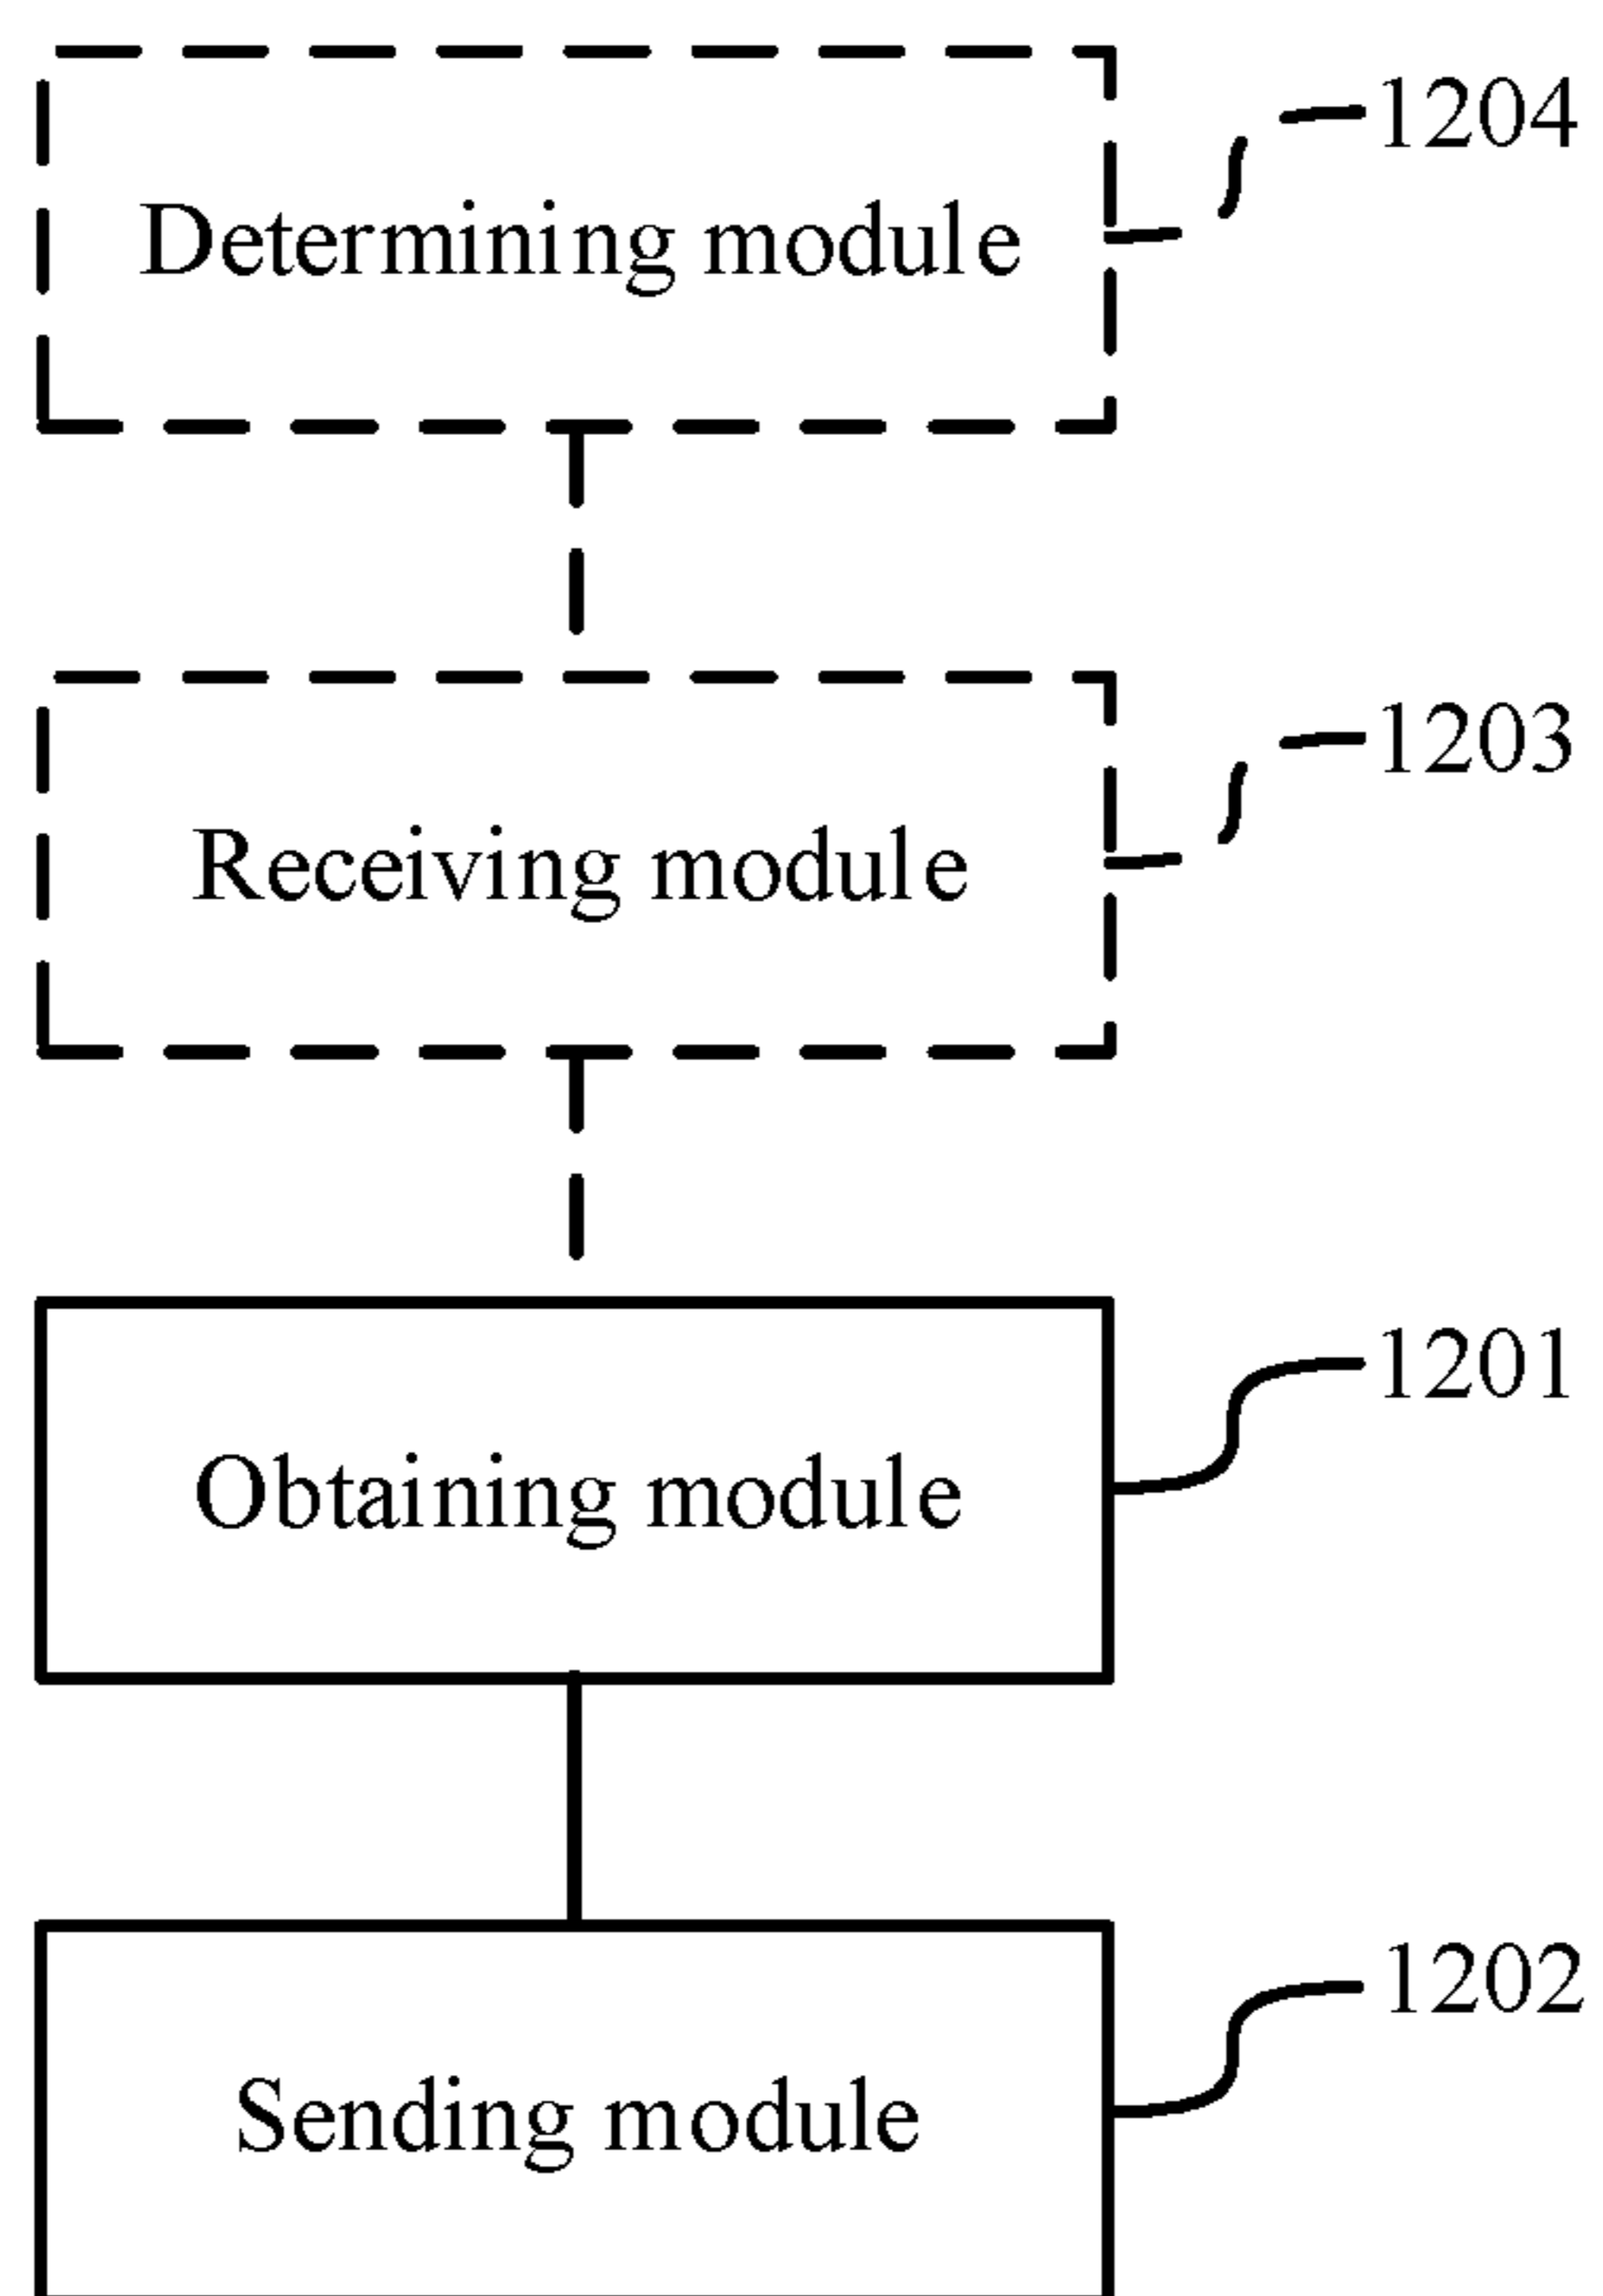 Determining module
1204
Receiving module
1203
Obtaining module
1201
Sending module
1202